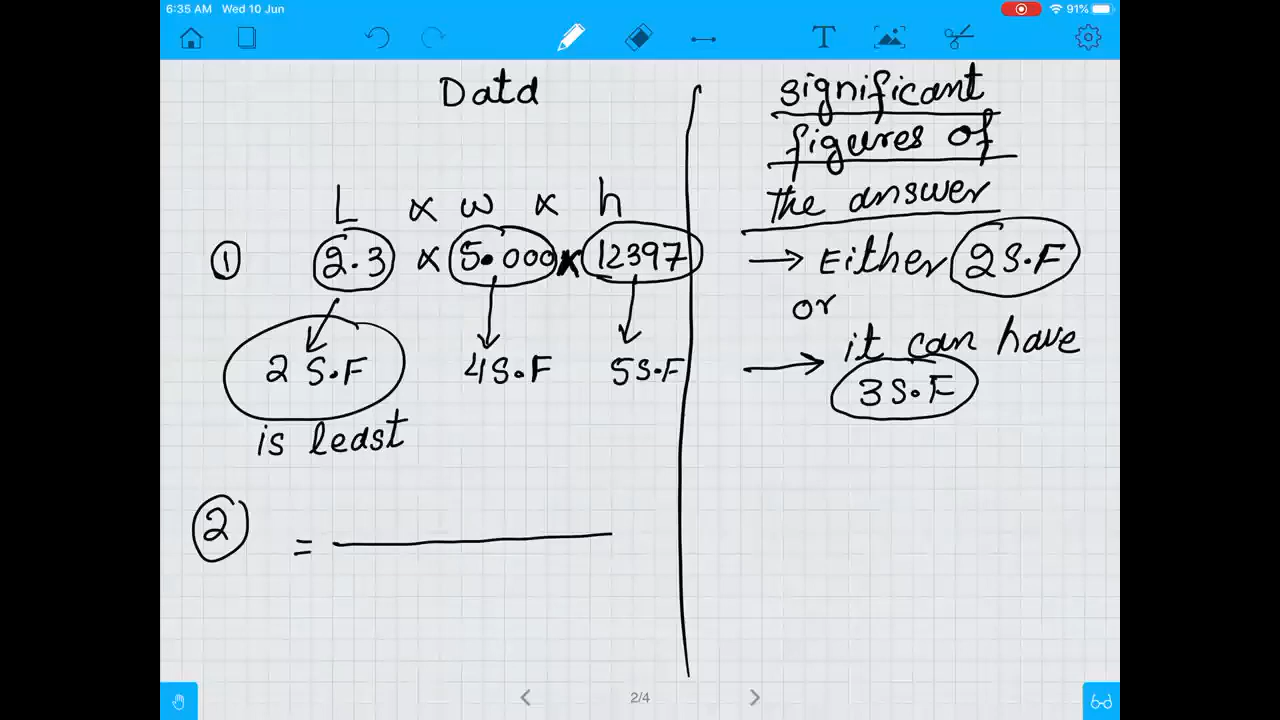 6:35 AM Wed 10 Jun
91%
T
Datd
L × w × h
① 2.3 × 5.000 × 12397
2 S.F 4S.F 5S.F
is least
② =
significant
figures of
the answer
→ Either 2S.F
or
→ it can have
3S.F
2/4